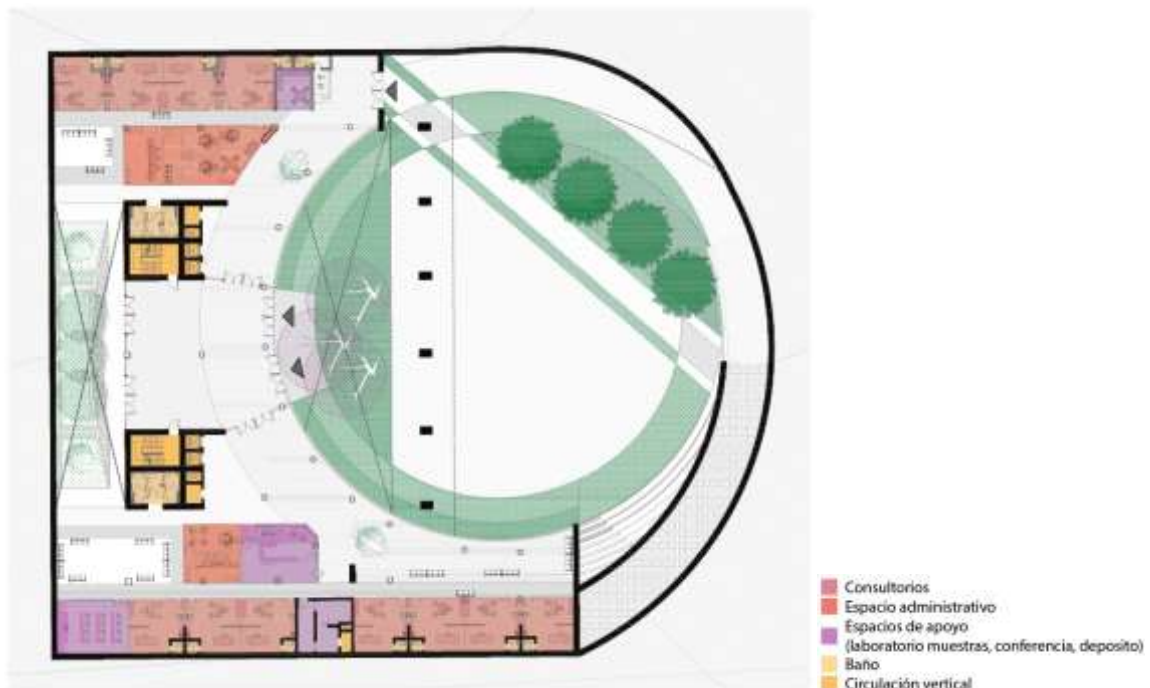 Consultorios
Espacio administrativo
Espacios de apoyo
(laboratorio muestras, conferencia, deposito)
Baño
Circulación vertical